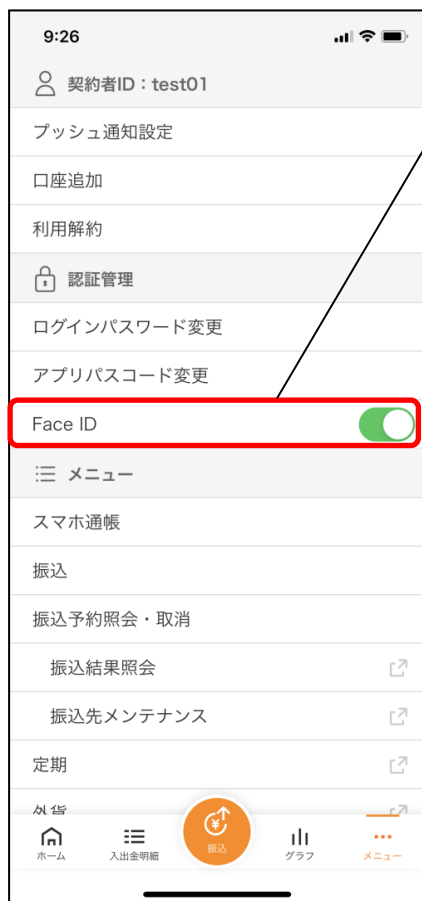 9:26
契約者ID：test01
プッシュ通知設定
口座追加
利用解約
認証管理
ログインパスワード変更
アプリパスコード変更
Face ID
メニュー
スマホ通帳
振込
振込予約照会・取消
振込結果照会
振込先メンテナンス
定期
外貨
ホーム
入出金明細
振込
グラフ
メニュー